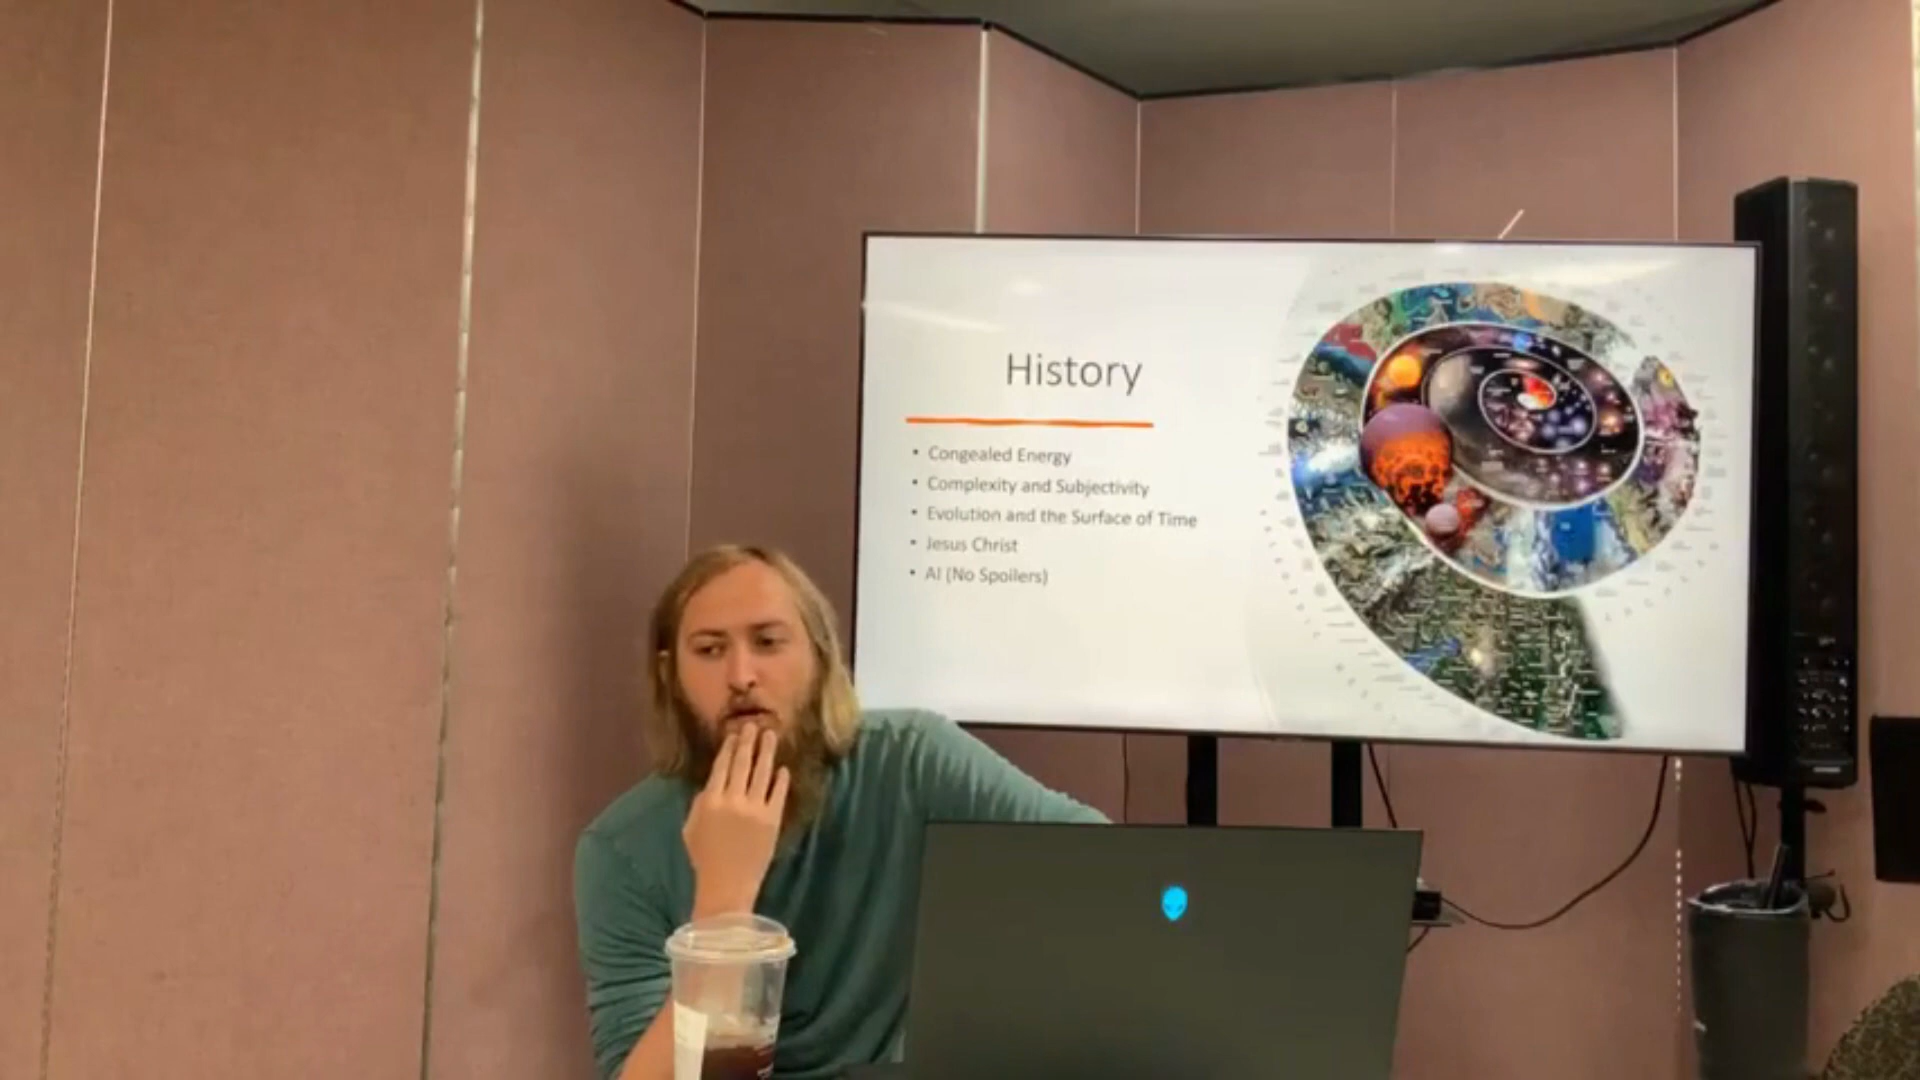 History
• Congealed Energy
• Complexity and Subjectivity
• Evolution and the Surface of Time
• Jesus Christ
• AI (No Spoilers)